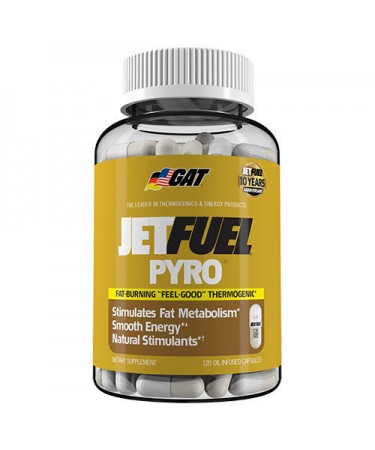 GAT
JETFUEL
10 YEARS
THE LEADER IN THERMOGENICS & ENERGY PRODUCTS
JETFUEL
PYRO
FAT-BURNING "FEEL-GOOD" THERMOGENIC*
Stimulates Fat Metabolism*
Smooth Energy*
Natural Stimulants*†
DIETARY SUPPLEMENT
120 OIL-INFUSED CAPSULES